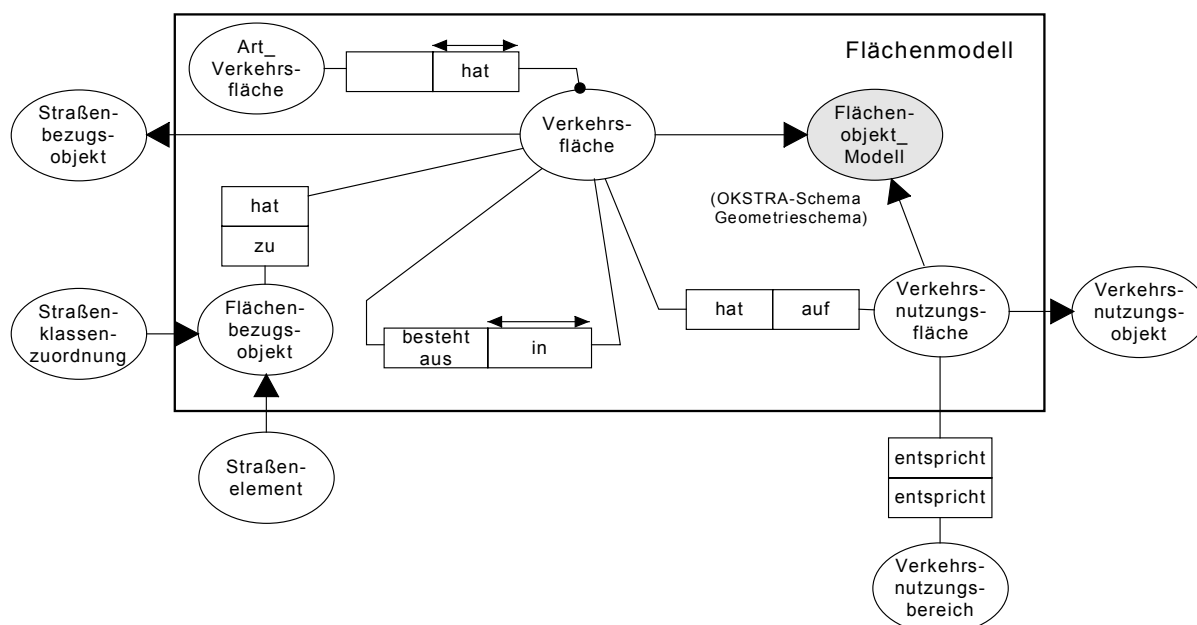 Flächenmodell
Art_
Verkehrs-
fläche
hat
Straßen-
bezugs-
objekt
Verkehrs-
fläche
Flächen-
objekt_
Modell
(OKSTRA-Schema
Geometrieschema)
hat
zu
Straßen-
klassen-
zuordnung
Flächen-
bezugs-
objekt
besteht
aus
in
hat
auf
Verkehrs-
nutzungs-
fläche
Verkehrs-
nutzungs-
objekt
Straßen-
element
entspricht
entspricht
Verkehrs-
nutzungs-
bereich